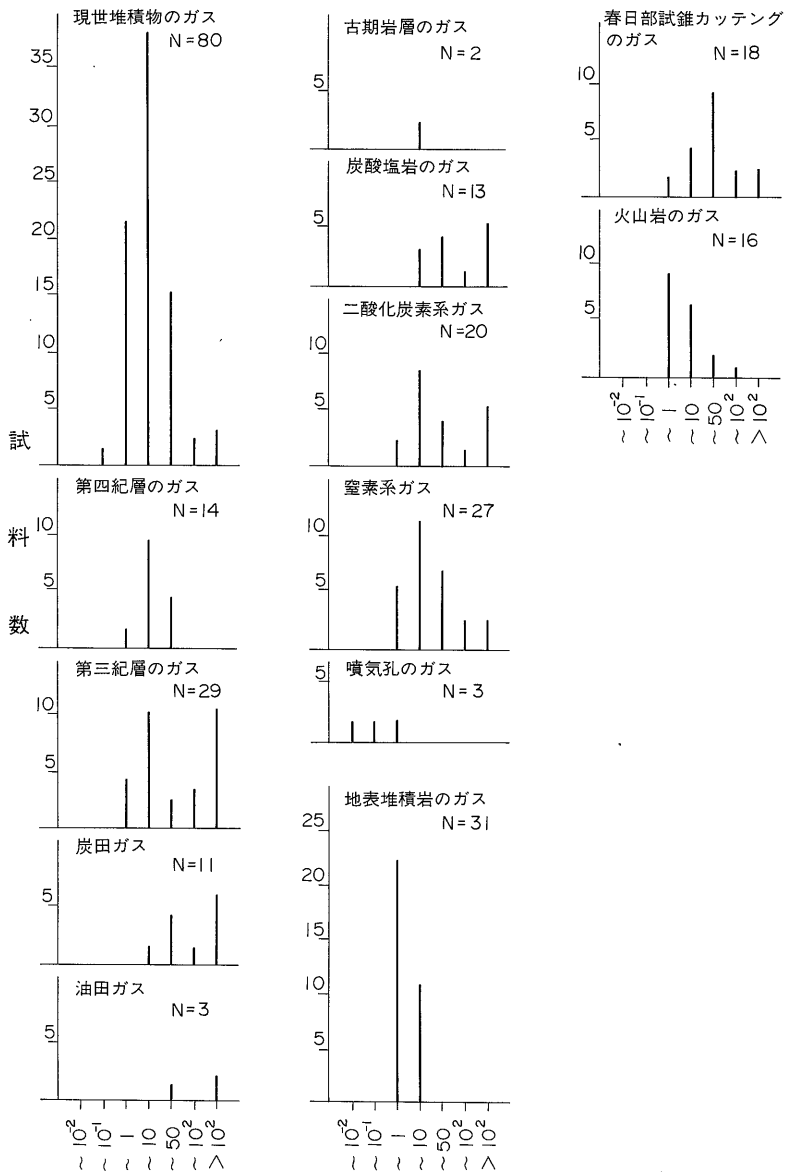 現世堆積物のガス
N=80
35
30
25
20
15
10
5
試
料
数
第四紀層のガス
N=14
10
5
第三紀層のガス
N=29
10
5
炭田ガス
N=11
5
油田ガス
N=3
5
~10⁻²
~10⁻¹
~1
~10
~50
~10²
>10²
古期岩層のガス
N=2
5
炭酸塩岩のガス
N=13
5
二酸化炭素系ガス
N=20
10
5
窒素系ガス
N=27
10
5
噴気孔のガス
N=3
5
地表堆積岩のガス
N=31
25
20
15
10
5
~10⁻²
~10⁻¹
~1
~10
~50
~10²
>10²
春日部試錐カッテング
のガス
N=18
10
5
火山岩のガス
N=16
10
5
~10⁻²
~10⁻¹
~1
~10
~50
~10²
>10²